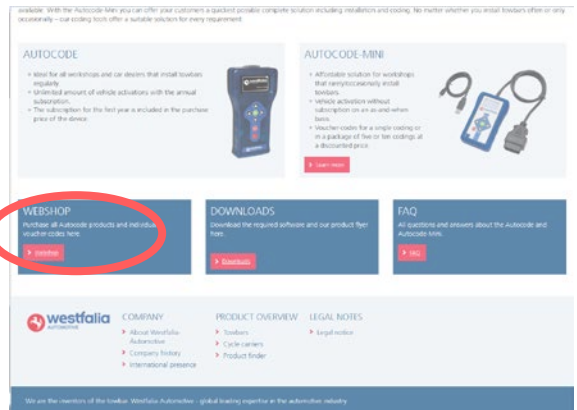 available. With the Autocode Mini you can offer your customers a quickest possible complete solution including installation and coding. No matter whether you install towbars often or only
occasionally – our coding tools offer a suitable solution for every requirement!
AUTOCODE
Ideal for all workshops and car dealers that install towbars
regularly.
Unlimited amount of vehicle activations with the annual
subscription.
The subscription for the first year is included in the purchase
price of the device.
AUTOCODE-MINI
Affordable solution for workshops
that rarely/occasionally install
towbars
Vehicle activation without
subscription on an as-and-when
basis.
Voucher-codes for a single coding or
in a package of five or ten codings at
a discounted price.
Learn more
WEBSHOP
Purchase all Autocode products and individual
voucher-codes here.
Webshop
DOWNLOADS
Download the required software and our product flyer
here.
Downloads
FAQ
All questions and answers about the Autocode and
Autocode Mini.
FAQ
westfalia
AUTOMOTIVE
COMPANY
About Westfalia-
Automotive
Company history
International presence
PRODUCT OVERVIEW
Towbars
Cycle carriers
Product finder
LEGAL NOTES
Legal notice
We are the inventors of the towbar. Westfalia-Automotive - global leading expertise in the automotive industry